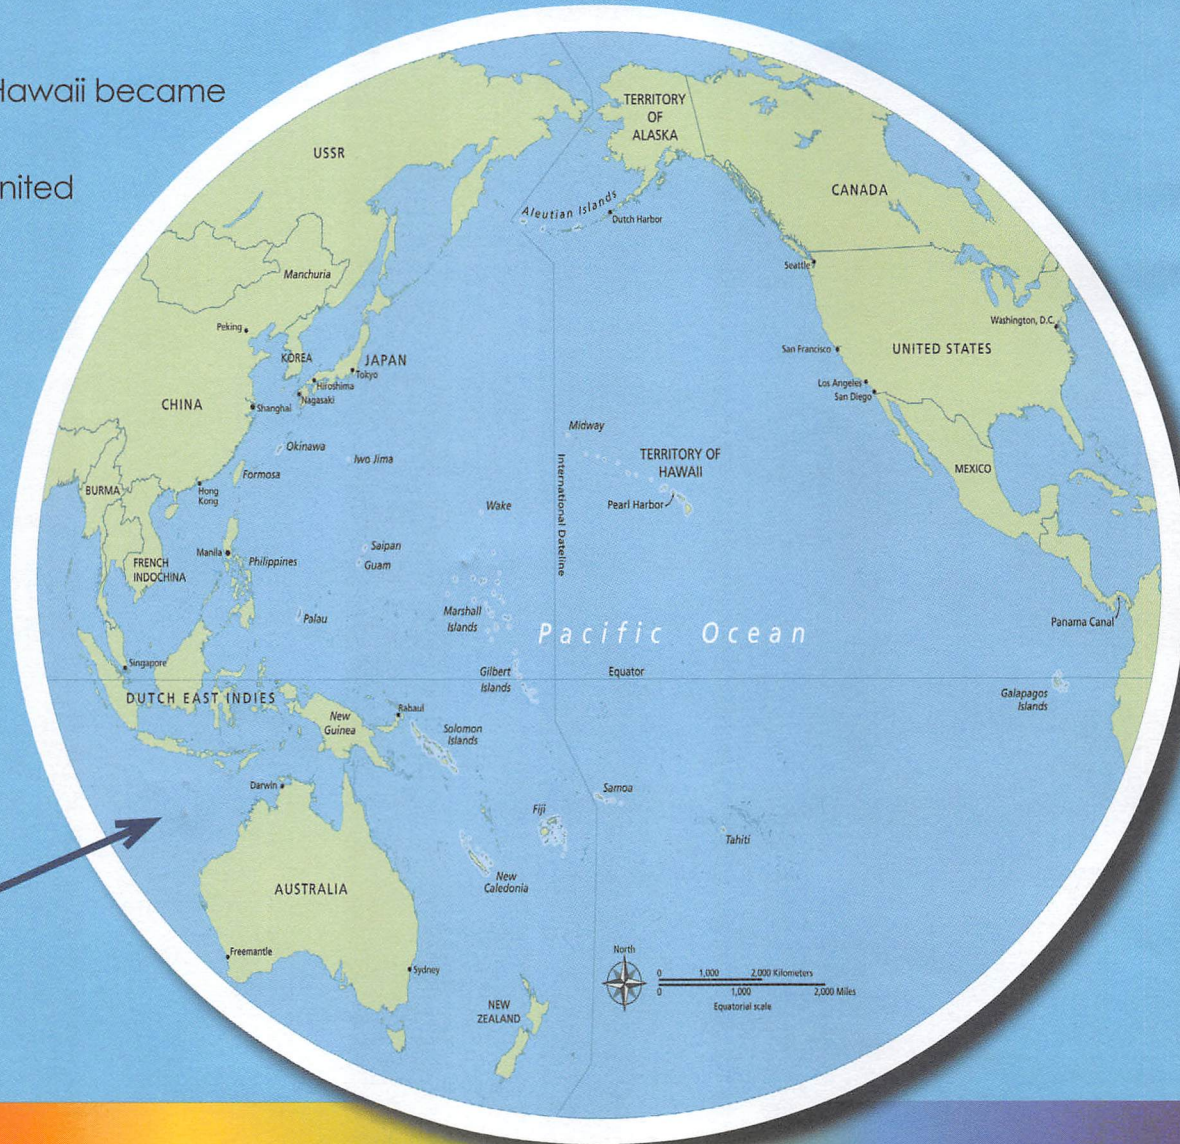 Hawaii became
nited
TERRITORY
OF
ALASKA
USSR
CANADA
Aleutian Islands
Dutch Harbor
Seattle
Manchuria
Peking
Washington, D.C.
KOREA
JAPAN
Tokyo
Hiroshima
Nagasaki
San Francisco
UNITED STATES
Los Angeles
San Diego
CHINA
Shanghai
Midway
Okinawa
Iwo Jima
TERRITORY OF
HAWAII
MEXICO
Formosa
BURMA
Hong
Kong
Wake
Pearl Harbor
International Dateline
Manila
Philippines
FRENCH
INDOCHINA
Saipan
Guam
Marshall
Islands
Palau
Pacific Ocean
Panama Canal
Singapore
Gilbert
Islands
Equator
DUTCH EAST INDIES
Galapagos
Islands
New
Guinea
Rabaul
Solomon
Islands
Darwin
Samoa
Fiji
Tahiti
New
Caledonia
AUSTRALIA
Freemantle
Sydney
North
0 1,000 2,000 Kilometers
0 1,000 2,000 Miles
Equatorial scale
NEW
ZEALAND